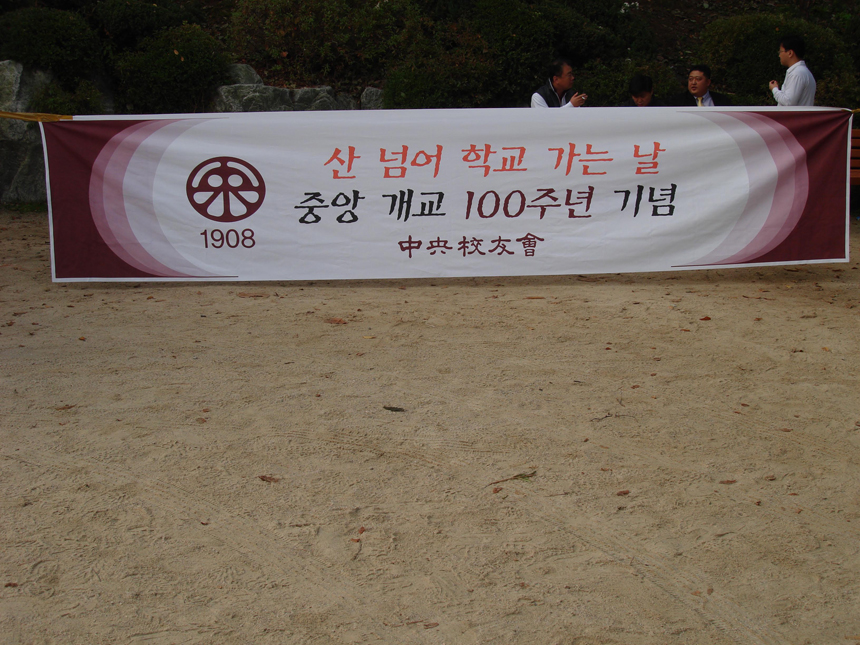 산 넘어 학교 가는 날
중앙 개교 100주년 기념
1908
中央校友會